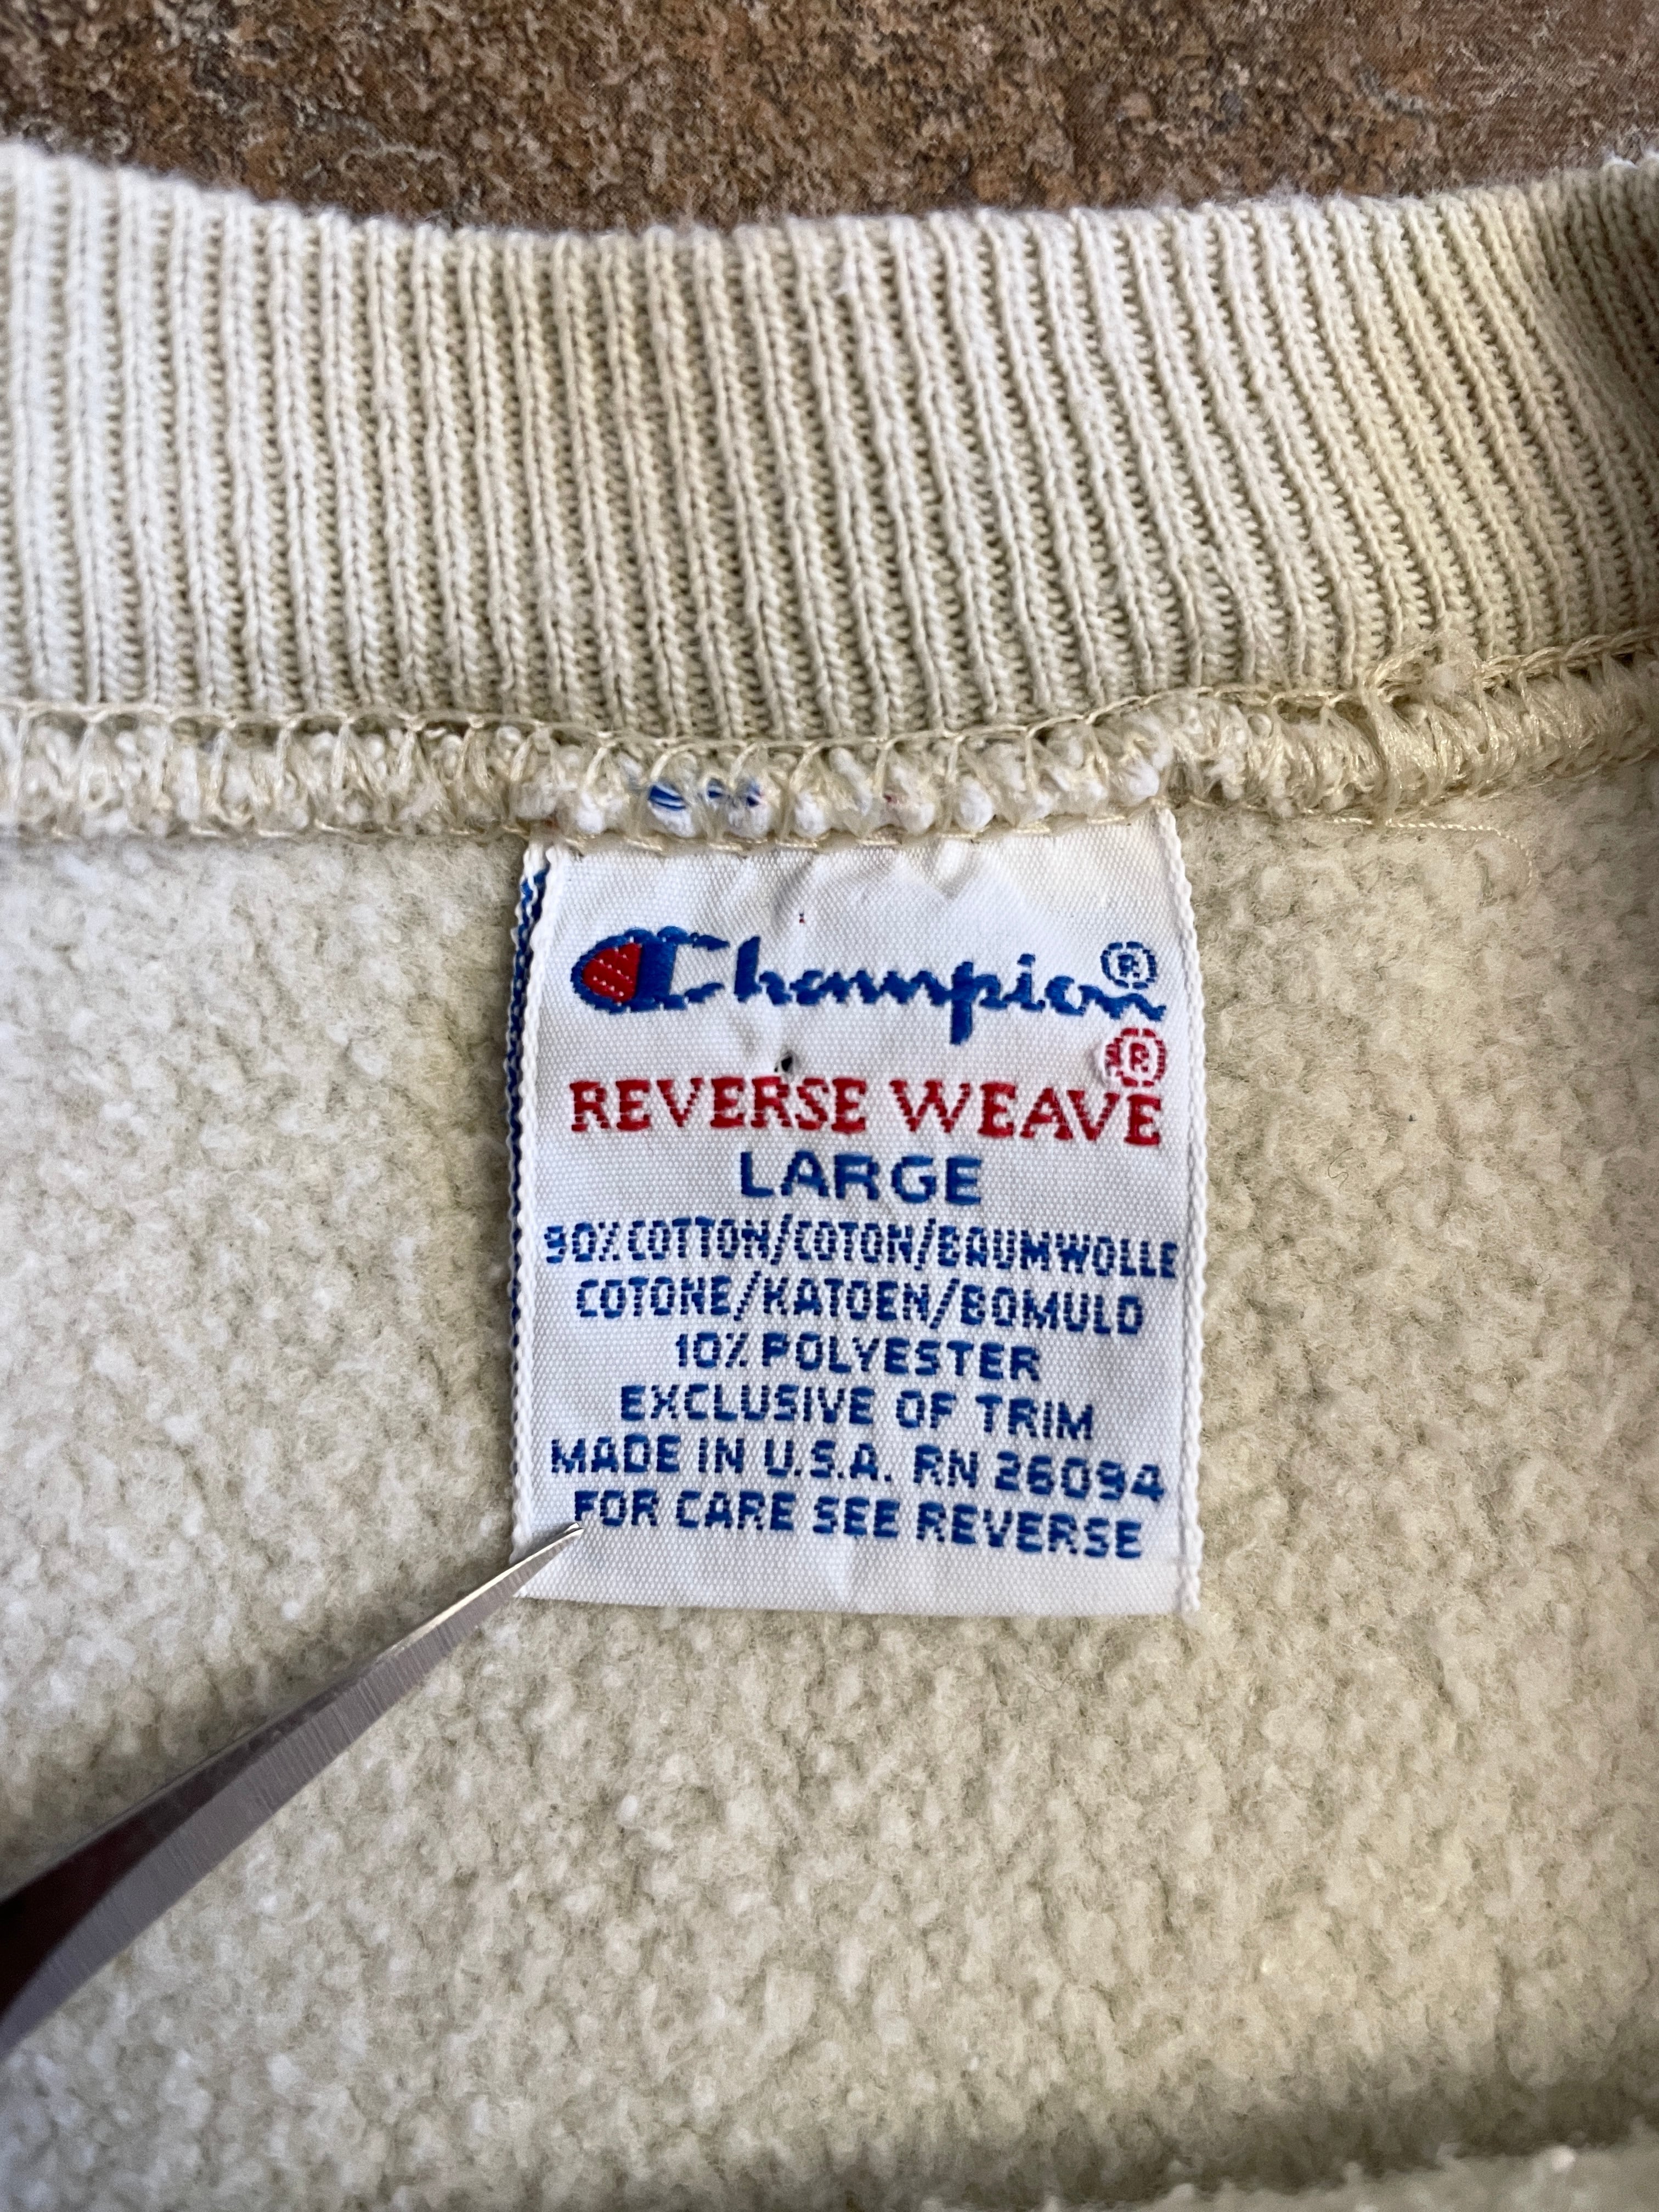 Champion®
REVERSE WEAVE®
LARGE
90% COTTON/COTON/BAUMWOLLE
COTONE/KATOEN/BOMULD
10% POLYESTER
EXCLUSIVE OF TRIM
MADE IN U.S.A. RN 26094
FOR CARE SEE REVERSE